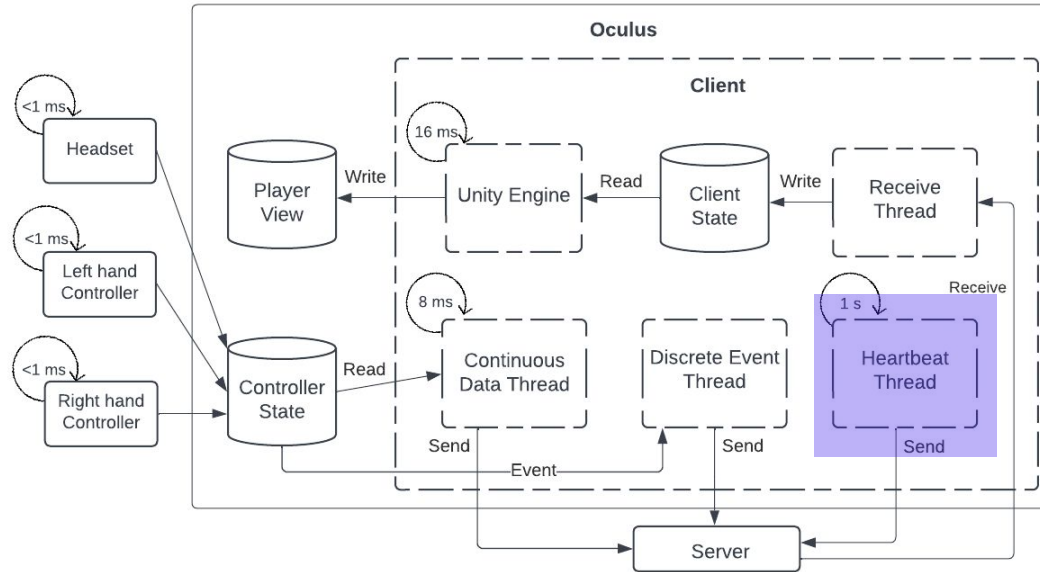 Oculus
Client
<1 ms
Headset
<1 ms
Left hand
Controller
<1 ms
Right hand
Controller
Player
View
Write
16 ms
Unity Engine
Read
Client
State
Write
Receive
Thread
Receive
Controller
State
Read
8 ms
Continuous
Data Thread
Send
Event
Discrete Event
Thread
Send
1 s
Heartbeat
Thread
Send
Server